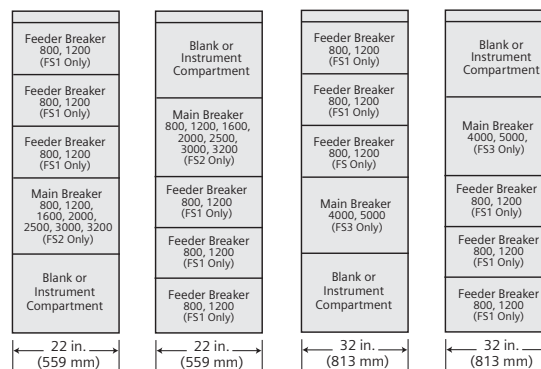 Feeder Breaker
800, 1200
(FS1 Only)
Feeder Breaker
800, 1200
(FS1 Only)
Feeder Breaker
800, 1200
(FS1 Only)
Main Breaker
800, 1200,
1600, 2000,
2500, 3000, 3200
(FS2 Only)
Blank or
Instrument
Compartment
22 in.
(559 mm)
Blank or
Instrument
Compartment
Main Breaker
800, 1200, 1600,
2000, 2500,
3000, 3200
(FS2 Only)
Feeder Breaker
800, 1200
(FS1 Only)
Feeder Breaker
800, 1200
(FS1 Only)
Feeder Breaker
800, 1200
(FS1 Only)
22 in.
(559 mm)
Feeder Breaker
800, 1200
(FS1 Only)
Feeder Breaker
800, 1200
(FS1 Only)
Feeder Breaker
800, 1200
(FS Only)
Main Breaker
4000, 5000
(FS3 Only)
Blank or
Instrument
Compartment
32 in.
(813 mm)
Blank or
Instrument
Compartment
Main Breaker
4000, 5000,
(FS3 Only)
Feeder Breaker
800, 1200
(FS1 Only)
Feeder Breaker
800, 1200
(FS1 Only)
Feeder Breaker
800, 1200
(FS1 Only)
32 in.
(813 mm)